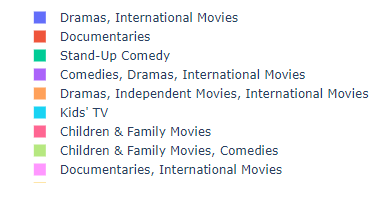 Dramas, International Movies
Documentaries
Stand-Up Comedy
Comedies, Dramas, International Movies
Dramas, Independent Movies, International Movies
Kids' TV
Children & Family Movies
Children & Family Movies, Comedies
Documentaries, International Movies